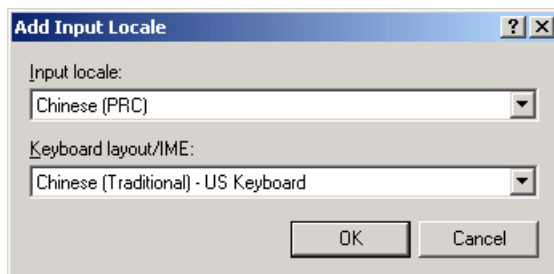 Add Input Locale
Input locale:
Chinese (PRC)
Keyboard layout/IME:
Chinese (Traditional) - US Keyboard
OK Cancel